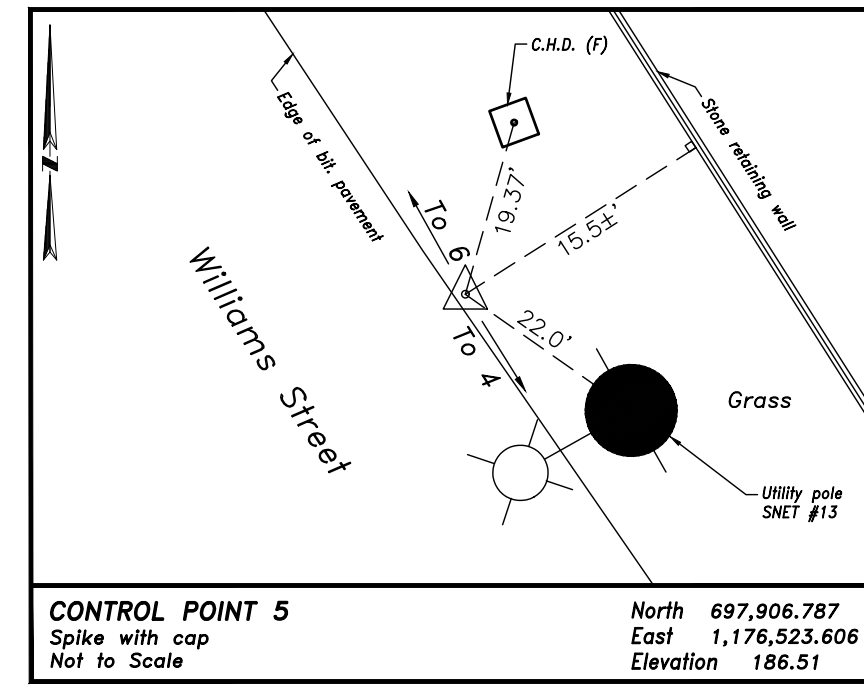 C.H.D. (F)
Edge of bit. pavement
Stone retaining wall
N
19.37'
To 6
15.5±'
Williams Street
22.0'
To 4
Grass
Utility pole
SNET #13
CONTROL POINT 5
Spike with cap
Not to Scale
North 697,906.787
East 1,176,523.606
Elevation 186.51